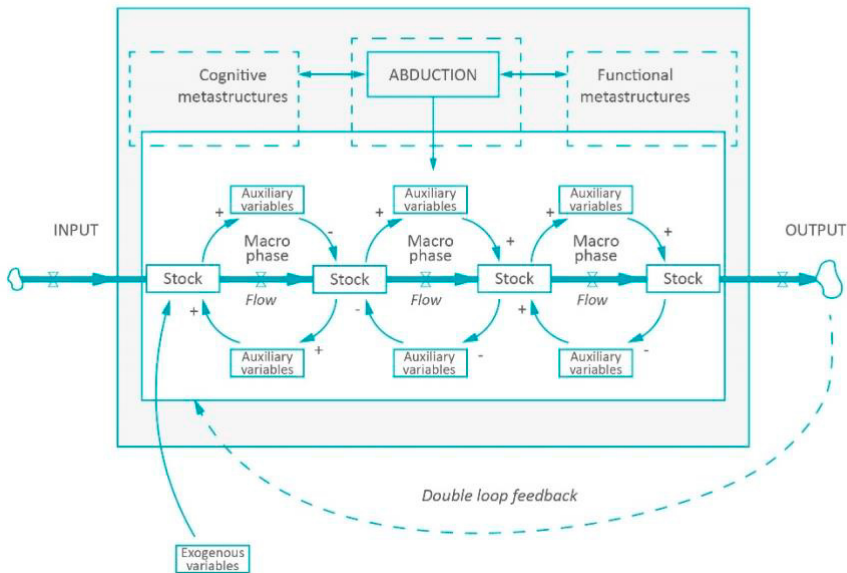 Cognitive
metastructures
ABDUCTION
Functional
metastructures
Auxiliary
variables
Auxiliary
variables
Auxiliary
variables
+
-
+
+
+
+
INPUT
Macro
phase
Macro
phase
Macro
phase
OUTPUT
Stock
Stock
Stock
Stock
Flow
Flow
Flow
+
-
+
+
-
-
Auxiliary
variables
Auxiliary
variables
Auxiliary
variables
Double loop feedback
Exogenous
variables